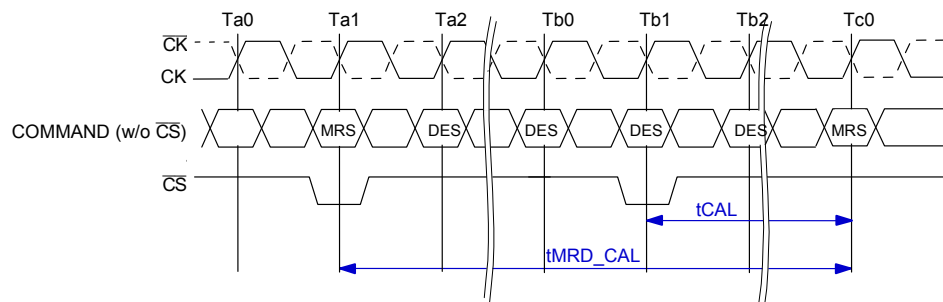 Ta0 Ta1 Ta2 Tb0 Tb1 Tb2 Tc0
CK
CK
COMMAND (w/o CS) MRS DES DES DES DES MRS
CS
tCAL
tMRD_CAL